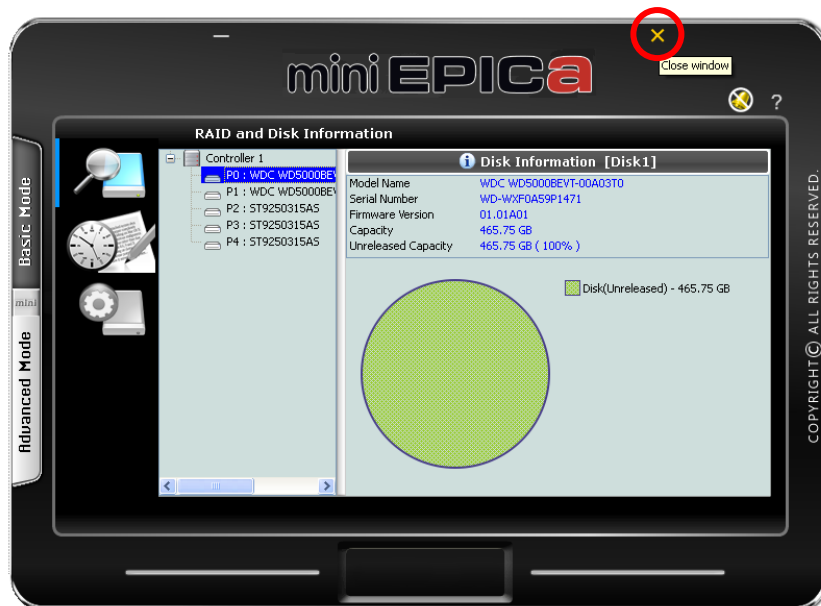 mini EPICa
Close window
?
RAID and Disk Information
Basic Mode
mini
Advanced Mode
Controller 1
P0 : WDC WD5000BEV
P1 : WDC WD5000BEV
P2 : ST9250315AS
P3 : ST9250315AS
P4 : ST9250315AS
Disk Information [Disk1]
Model Name WDC WD5000BEVT-00A03T0
Serial Number WD-WXF0A59P1471
Firmware Version 01.01A01
Capacity 465.75 GB
Unreleased Capacity 465.75 GB ( 100% )
Disk(Unreleased) - 465.75 GB
COPYRIGHT© ALL RIGHTS RESERVED.